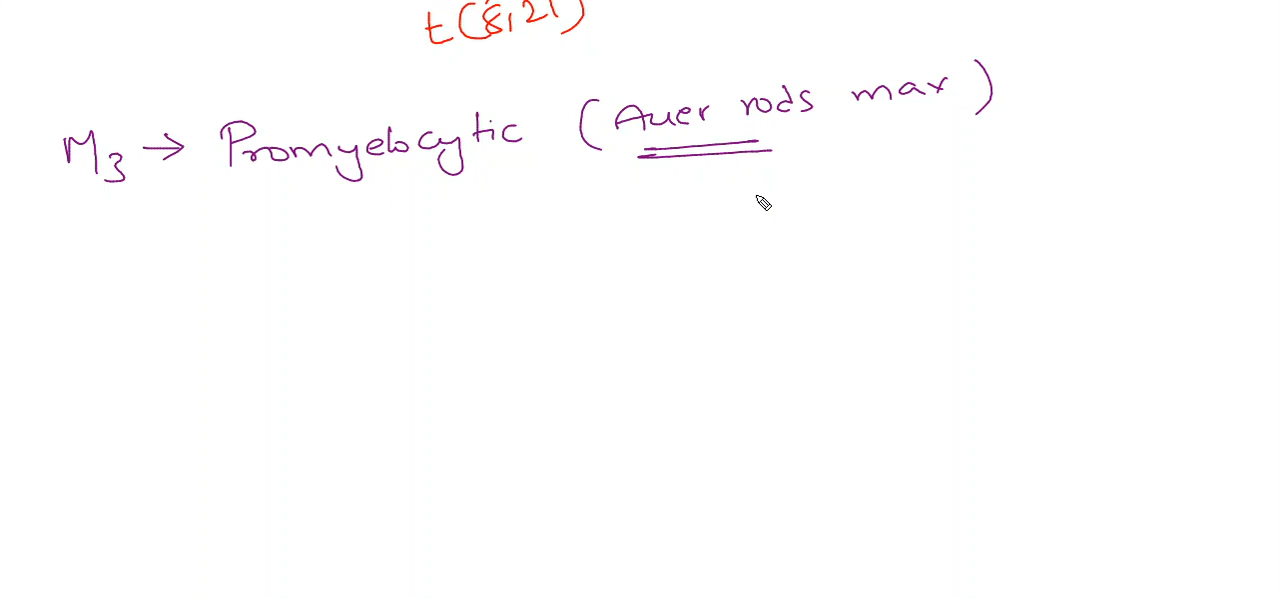 t(8,21)
M3 → Promyelocytic (Auer rods max)